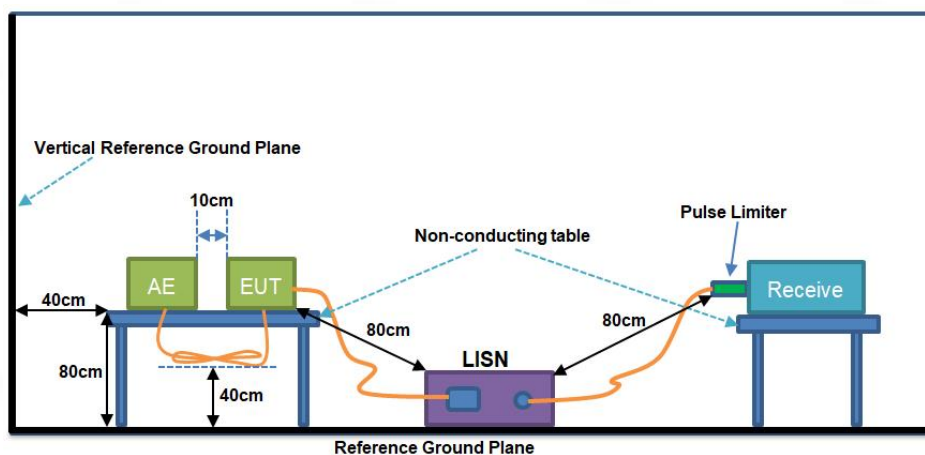 Vertical Reference Ground Plane
10cm
Pulse Limiter
Non-conducting table
AE
EUT
Receive
40cm
80cm
80cm
LISN
80cm
40cm
Reference Ground Plane